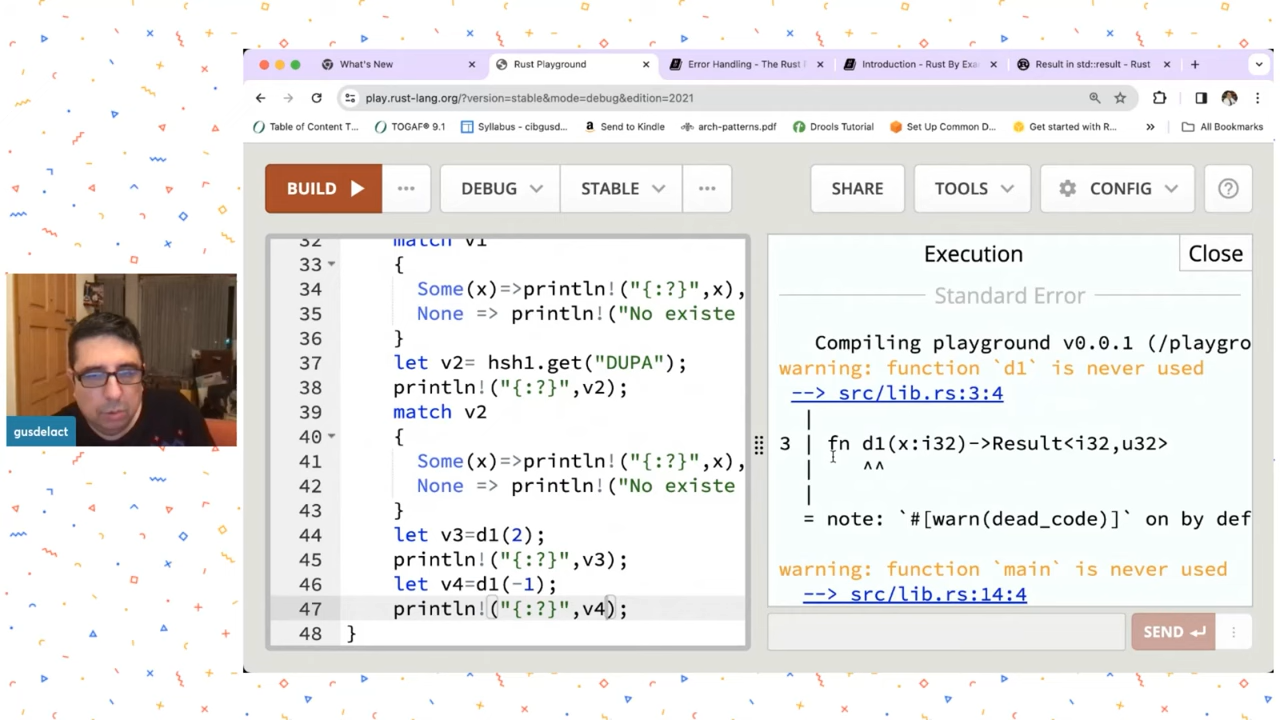 What's New
Rust Playground
Error Handling - The Rust
Introduction - Rust By Exa
Result in std::result - Rust
play.rust-lang.org/?version=stable&mode=debug&edition=2021
Table of Content T...
TOGAF® 9.1
Syllabus - cibgusd...
Send to Kindle
arch-patterns.pdf
Drools Tutorial
Set Up Common D...
Get started with R...
»
All Bookmarks
BUILD
...
DEBUG
STABLE
...
SHARE
TOOLS
CONFIG
?
32 match v1
33 {
34 Some(x)=>println!("{:?}",x),
35 None => println!("No existe
36 }
37 let v2= hsh1.get("DUPA");
38 println!("{:?}",v2);
39 match v2
40 {
41 Some(x)=>println!("{:?}",x),
42 None => println!("No existe
43 }
44 let v3=d1(2);
45 println!("{:?}",v3);
46 let v4=d1(-1);
47 println!("{:?}",v4);
48 }
Execution
Close
Standard Error
Compiling playground v0.0.1 (/playgro
warning: function `d1` is never used
--> src/lib.rs:3:4
|
3 | fn d1(x:i32)->Result<i32,u32>
| ^^
|
= note: `#[warn(dead_code)]` on by def
warning: function `main` is never used
--> src/lib.rs:14:4
SEND
gusdelact